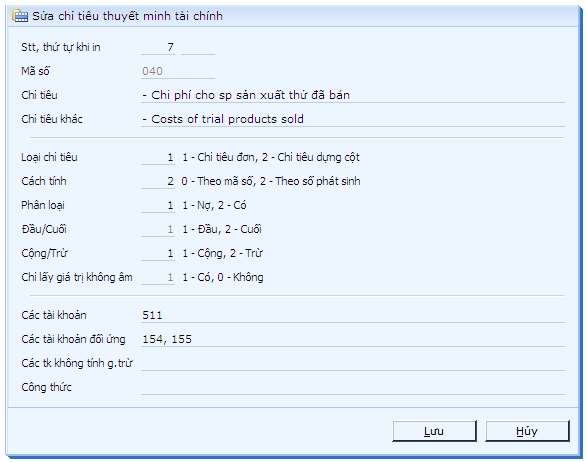 Sửa chỉ tiêu thuyết minh tài chính
Stt, thứ tự khi in 7
Mã số 040
Chỉ tiêu - Chi phí cho sp sản xuất thử đã bán
Chỉ tiêu khác - Costs of trial products sold
Loại chỉ tiêu 1 1 - Chỉ tiêu đơn, 2 - Chỉ tiêu dựng cột
Cách tính 2 0 - Theo mã số, 2 - Theo số phát sinh
Phân loại 1 1 - Nợ, 2 - Có
Đầu/Cuối 1 1 - Đầu, 2 - Cuối
Cộng/Trừ 1 1 - Cộng, 2 - Trừ
Chỉ lấy giá trị không âm 1 1 - Có, 0 - Không
Các tài khoản 511
Các tài khoản đối ứng 154, 155
Các tk không tính g.trừ
Công thức
Lưu Hủy